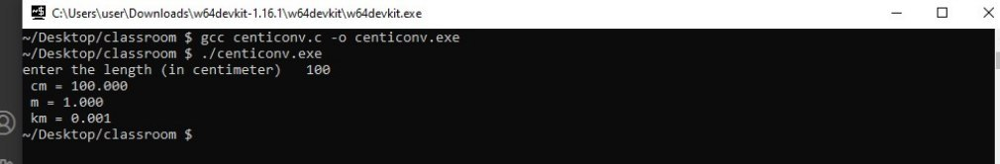 C:\Users\user\Downloads\w64devkit-1.16.1\w64devkit\w64devkit.exe
~/Desktop/classroom $ gcc centiconv.c -o centiconv.exe
~/Desktop/classroom $ ./centiconv.exe
enter the length (in centimeter)   100
 cm = 100.000
 m = 1.000
 km = 0.001
~/Desktop/classroom $